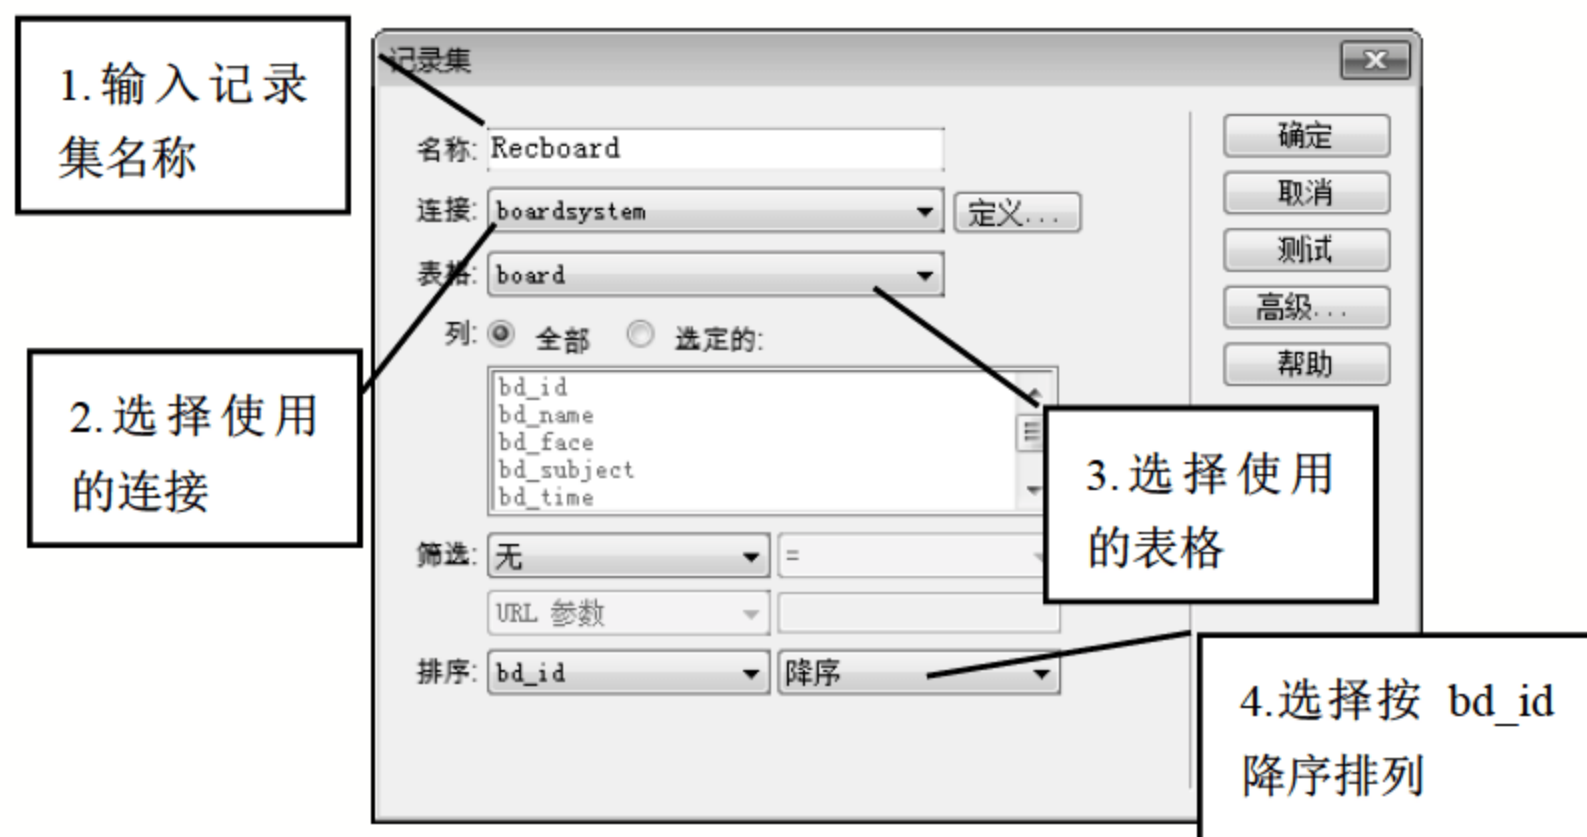 1.输入记录
集名称
记录集
名称: Recboard
连接: boardsystem 定义...
表格: board
列: 全部 选定的:
bd_id
bd_name
bd_face
bd_subject
bd_time
筛选: 无 =
URL 参数
排序: bd_id 降序
确定
取消
测试
高级...
帮助
2.选择使用
的连接
3.选择使用
的表格
4.选择按 bd_id
降序排列